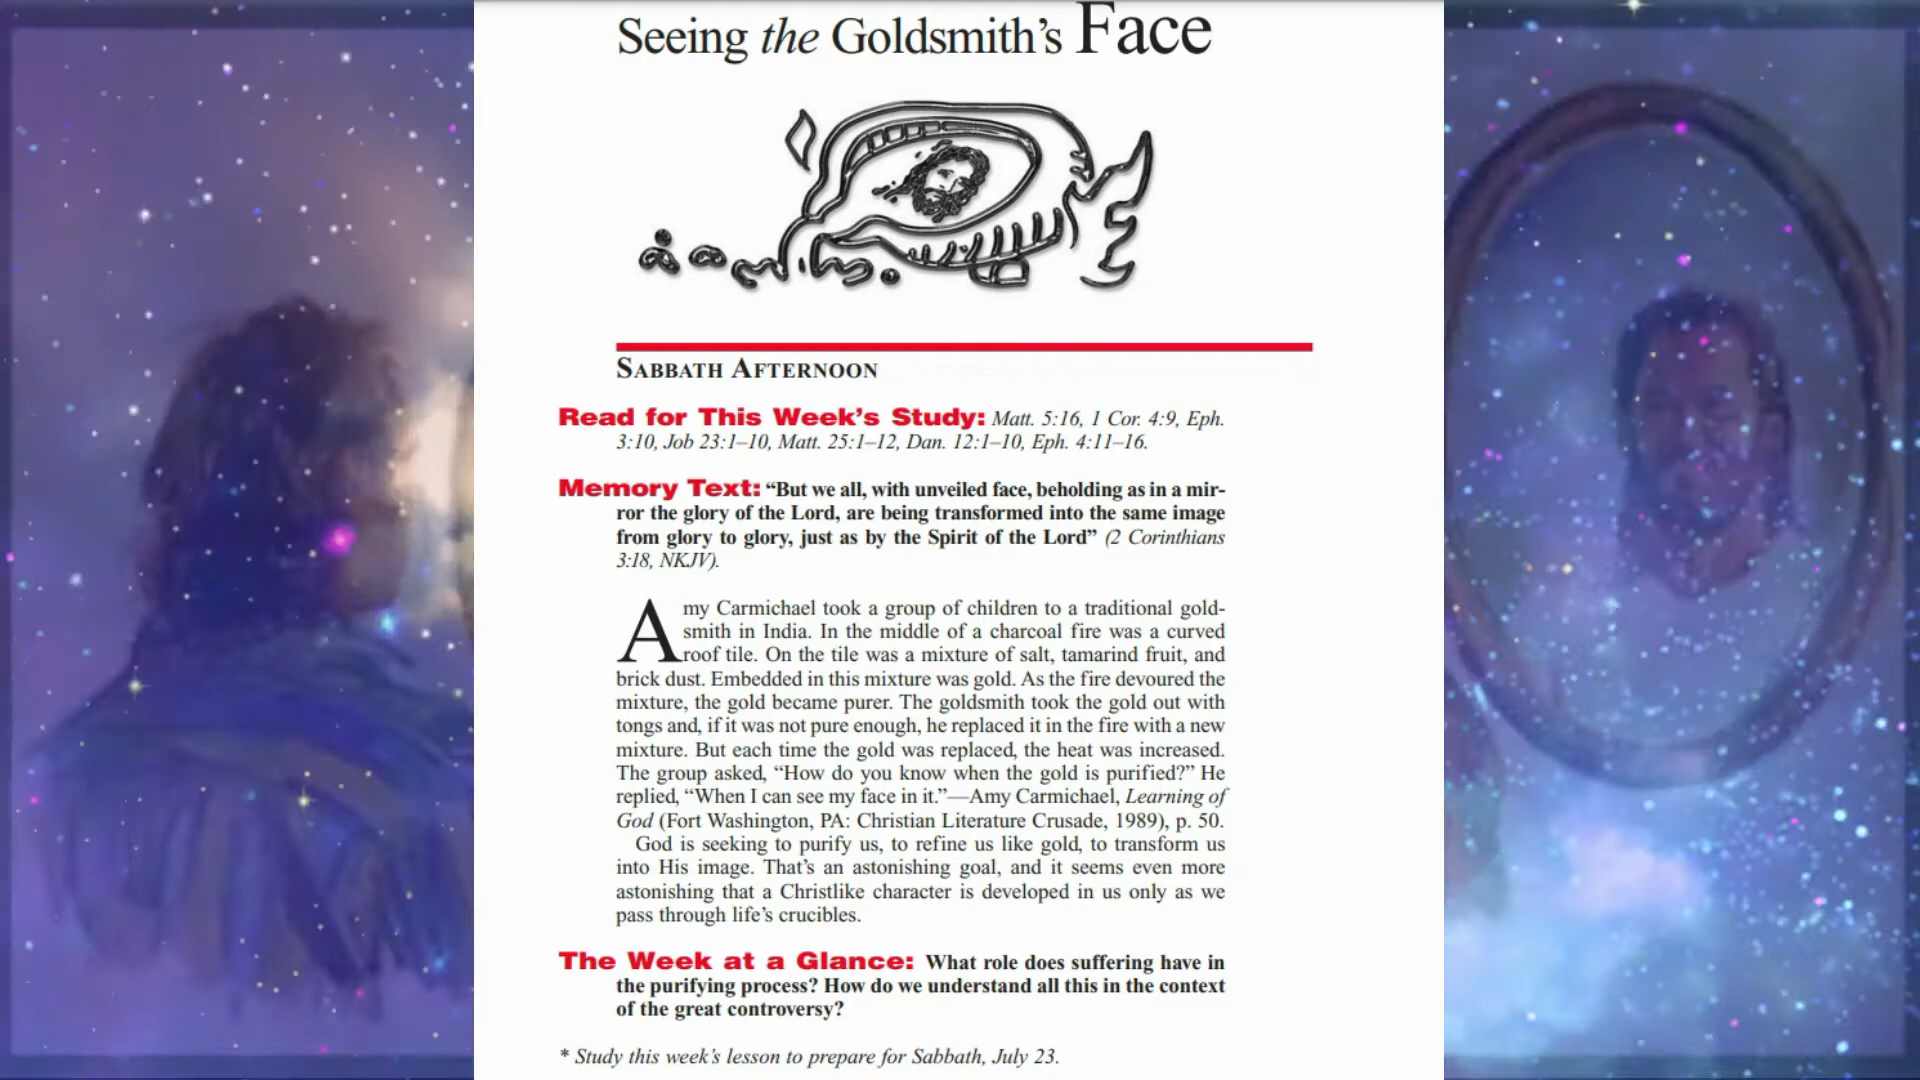 Seeing the Goldsmith's Face
SABBATH AFTERNOON
Read for This Week's Study: Matt. 5:16, 1 Cor. 4:9, Eph.
3:10, Job 23:1–10, Matt. 25:1–12, Dan. 12:1–10, Eph. 4:11–16.
Memory Text: “But we all, with unveiled face, beholding as in a mir-
ror the glory of the Lord, are being transformed into the same image
from glory to glory, just as by the Spirit of the Lord” (2 Corinthians
3:18, NKJV).
Amy Carmichael took a group of children to a traditional gold-
smith in India. In the middle of a charcoal fire was a curved
roof tile. On the tile was a mixture of salt, tamarind fruit, and
brick dust. Embedded in this mixture was gold. As the fire devoured the
mixture, the gold became purer. The goldsmith took the gold out with
tongs and, if it was not pure enough, he replaced it in the fire with a new
mixture. But each time the gold was replaced, the heat was increased.
The group asked, “How do you know when the gold is purified?” He
replied, “When I can see my face in it.”—Amy Carmichael, Learning of
God (Fort Washington, PA: Christian Literature Crusade, 1989), p. 50.
God is seeking to purify us, to refine us like gold, to transform us
into His image. That’s an astonishing goal, and it seems even more
astonishing that a Christlike character is developed in us only as we
pass through life’s crucibles.
The Week at a Glance: What role does suffering have in
the purifying process? How do we understand all this in the context
of the great controversy?
* Study this week’s lesson to prepare for Sabbath, July 23.